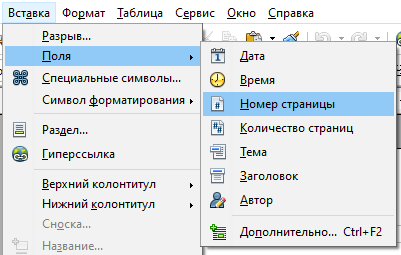 Вставка Формат Таблица Сервис Окно Справка
Разрыв...
Поля
Специальные символы...
Символ форматирования
Раздел...
Гиперссылка
Верхний колонтитул
Нижний колонтитул
Сноска...
Название...
Дата
Время
Номер страницы
Количество страниц
Тема
Заголовок
Автор
Дополнительно... Ctrl+F2